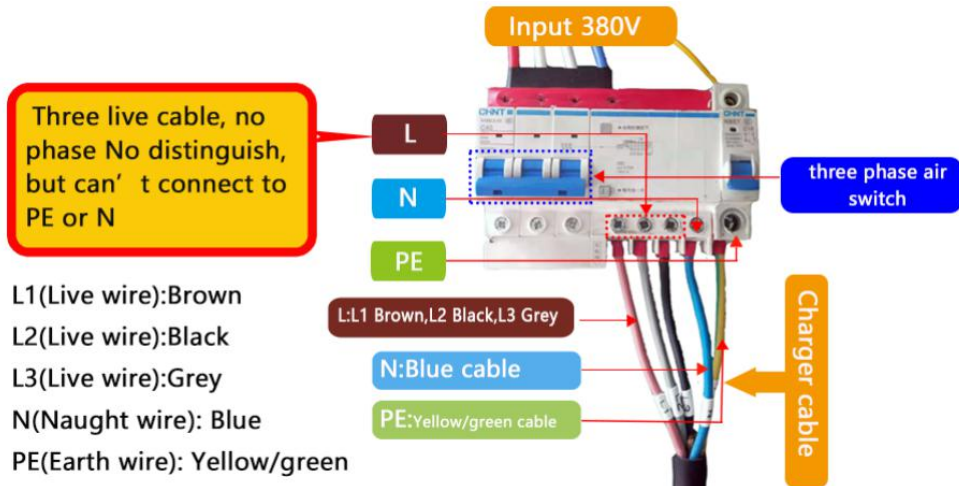 Input 380V
Three live cable, no
phase No distinguish,
but can’t connect to
PE or N
L
N
PE
CHNT
CHNT
three phase air
switch
L:L1 Brown,L2 Black,L3 Grey
N:Blue cable
PE:Yellow/green cable
Charger cable
L1(Live wire):Brown
L2(Live wire):Black
L3(Live wire):Grey
N(Naught wire): Blue
PE(Earth wire): Yellow/green
L1